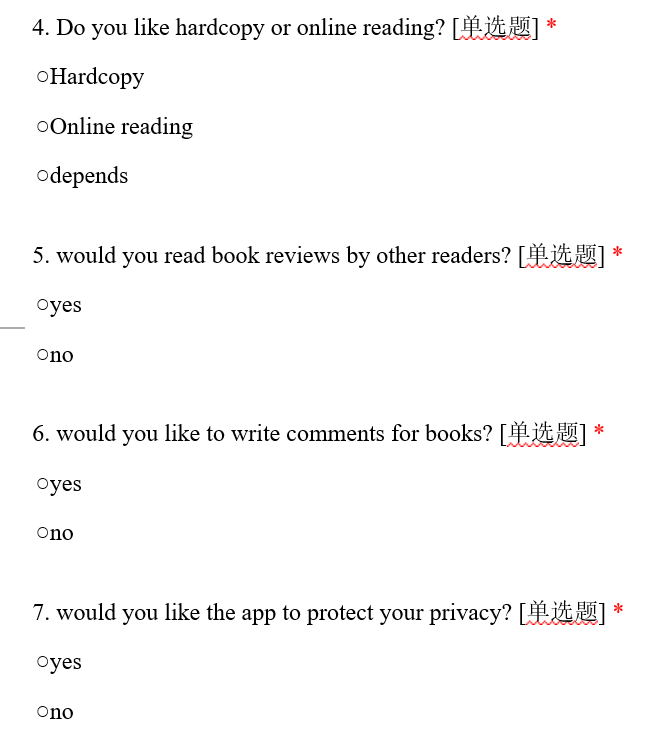 4. Do you like hardcopy or online reading? [单选题] *
○Hardcopy
○Online reading
○depends
5. would you read book reviews by other readers? [单选题] *
○yes
○no
6. would you like to write comments for books? [单选题] *
○yes
○no
7. would you like the app to protect your privacy? [单选题] *
○yes
○no